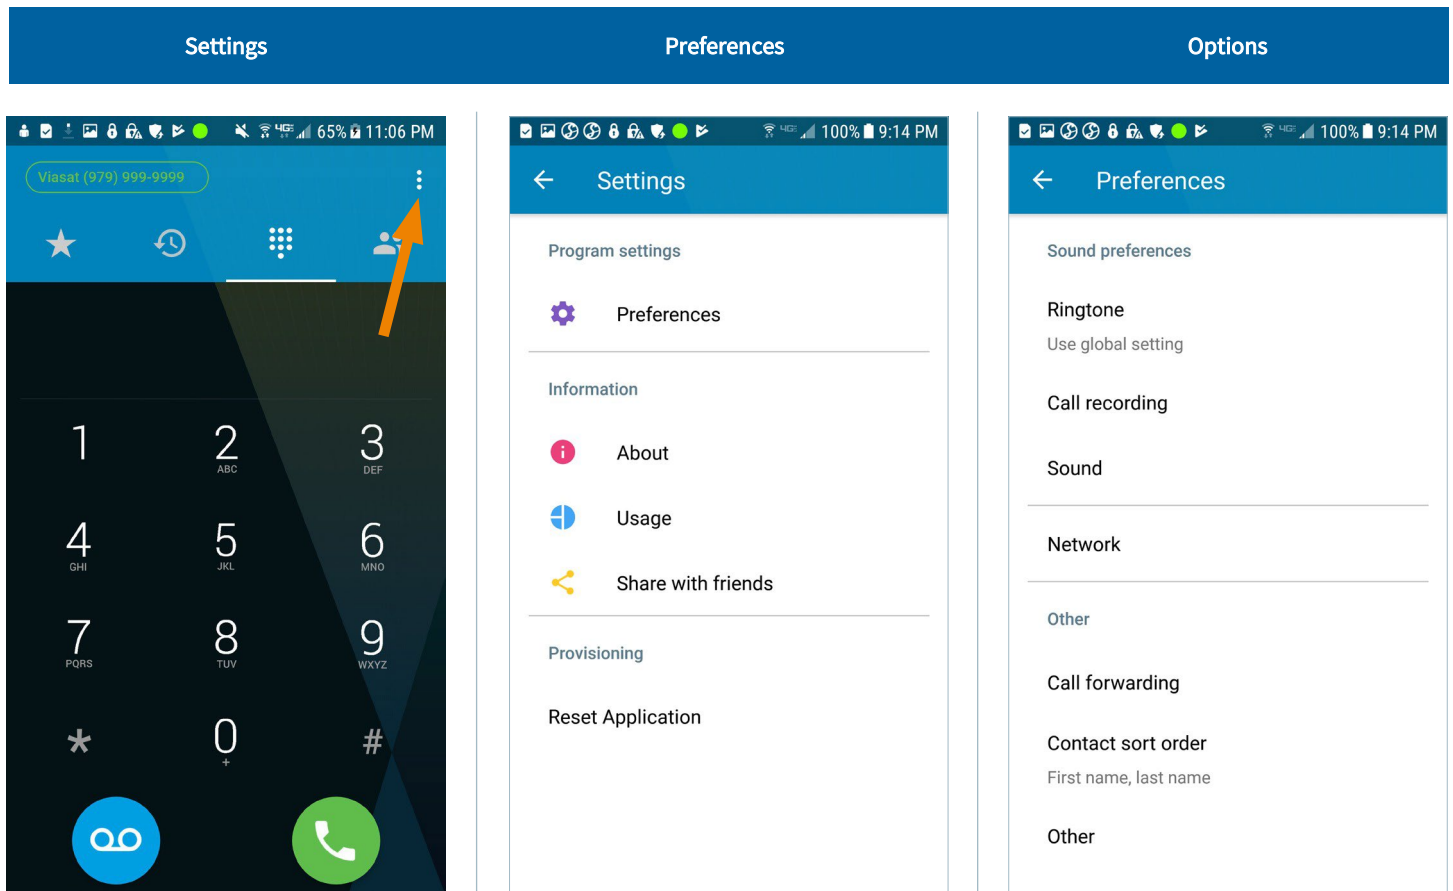 Settings
Preferences
Options
4G 65% 11:06 PM
Viasat (979) 999-9999
1
2
ABC
3
DEF
4
GHI
5
JKL
6
MNO
7
PQRS
8
TUV
9
WXYZ
*
0
+
#
4G 100% 9:14 PM
Settings
Program settings
Preferences
Information
About
Usage
Share with friends
Provisioning
Reset Application
4G 100% 9:14 PM
Preferences
Sound preferences
Ringtone
Use global setting
Call recording
Sound
Network
Other
Call forwarding
Contact sort order
First name, last name
Other